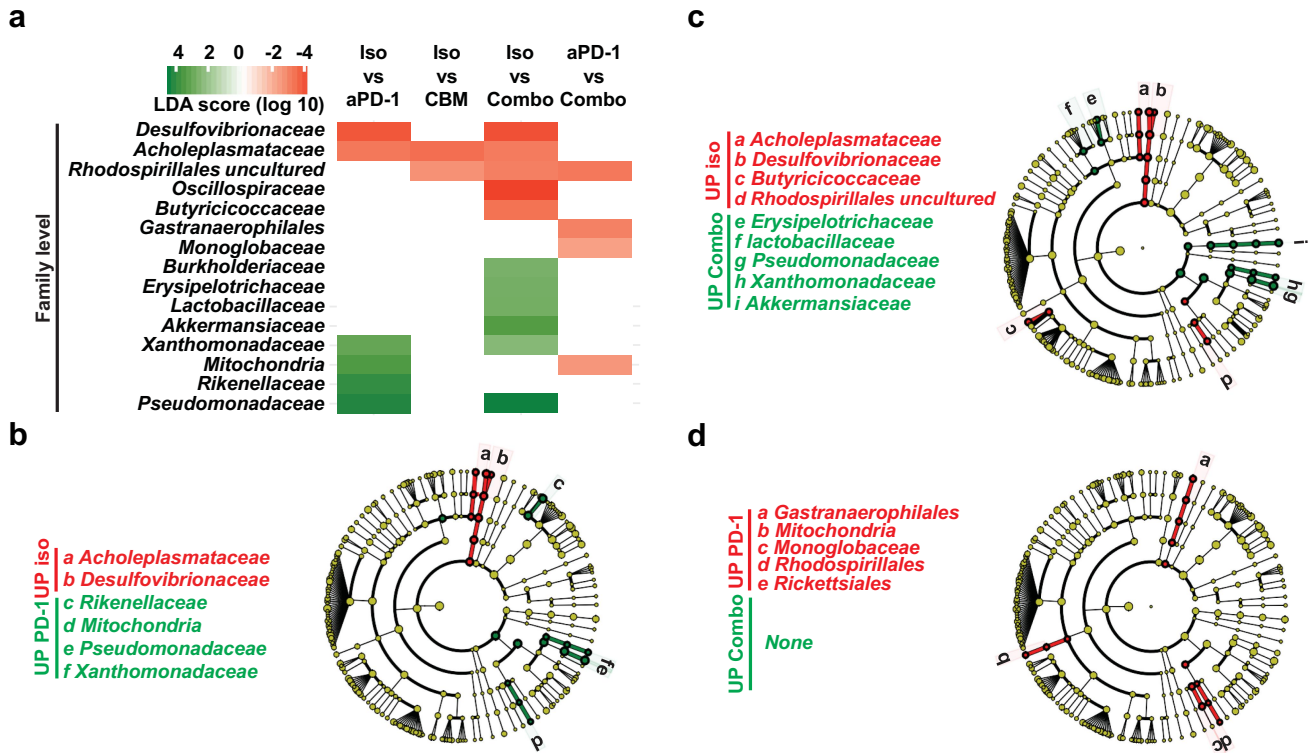 a
4 2 0 -2 -4
LDA score (log 10)
Iso
vs
aPD-1
Iso
vs
CBM
Iso
vs
Combo
aPD-1
vs
Combo
Family level
Desulfovibrionaceae
Acholeplasmataceae
Rhodospirillales uncultured
Oscillospiraceae
Butyricicoccaceae
Gastranaerophilales
Monoglobaceae
Burkholderiaceae
Erysipelotrichaceae
Lactobacillaceae
Akkermansiaceae
Xanthomonadaceae
Mitochondria
Rikenellaceae
Pseudomonadaceae
b
UP iso
a Acholeplasmataceae
b Desulfovibrionaceae
UP PD-1
c Rikenellaceae
d Mitochondria
e Pseudomonadaceae
f Xanthomonadaceae
a b
c
fe
d
c
UP iso
a Acholeplasmataceae
b Desulfovibrionaceae
c Butyricicoccaceae
d Rhodospirillales uncultured
UP Combo
e Erysipelotrichaceae
f lactobacillaceae
g Pseudomonadaceae
h Xanthomonadaceae
i Akkermansiaceae
f e a b
i
hg
c
d
d
UP PD-1
a Gastranaerophilales
b Mitochondria
c Monoglobaceae
d Rhodospirillales
e Rickettsiales
UP Combo
None
a
b
dc